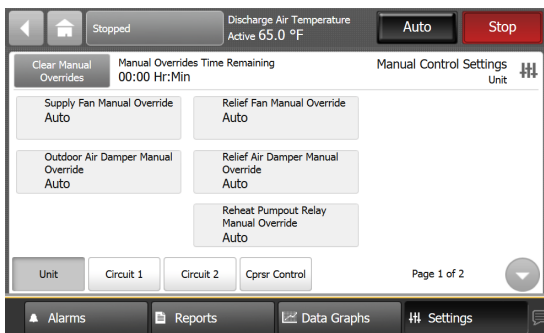 Stopped
Discharge Air Temperature
Active 65.0 °F
Auto
Stop
Clear Manual
Overrides
Manual Overrides Time Remaining
00:00 Hr:Min
Manual Control Settings
Unit
Supply Fan Manual Override
Auto
Relief Fan Manual Override
Auto
Outdoor Air Damper Manual
Override
Auto
Relief Air Damper Manual
Override
Auto
Reheat Pumpout Relay
Manual Override
Auto
Unit
Circuit 1
Circuit 2
Cprsr Control
Page 1 of 2
Alarms
Reports
Data Graphs
Settings